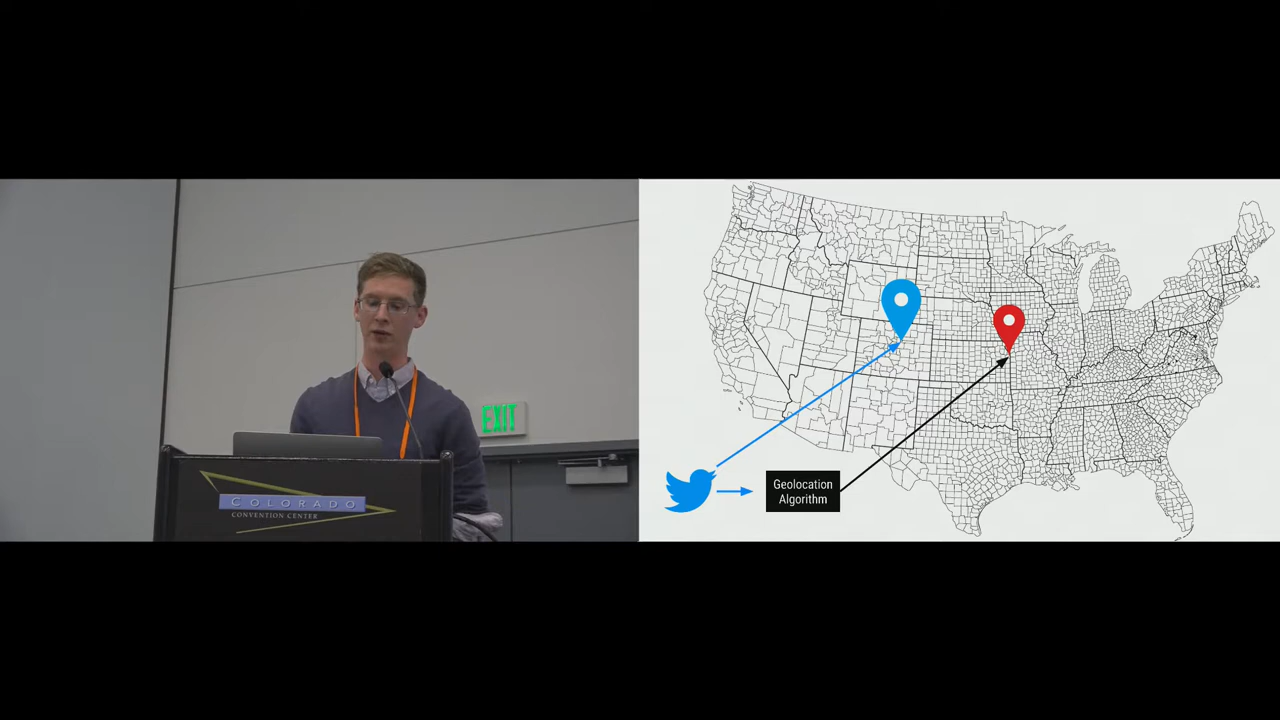 EXIT
COLORADO
CONVENTION CENTER
Geolocation
Algorithm